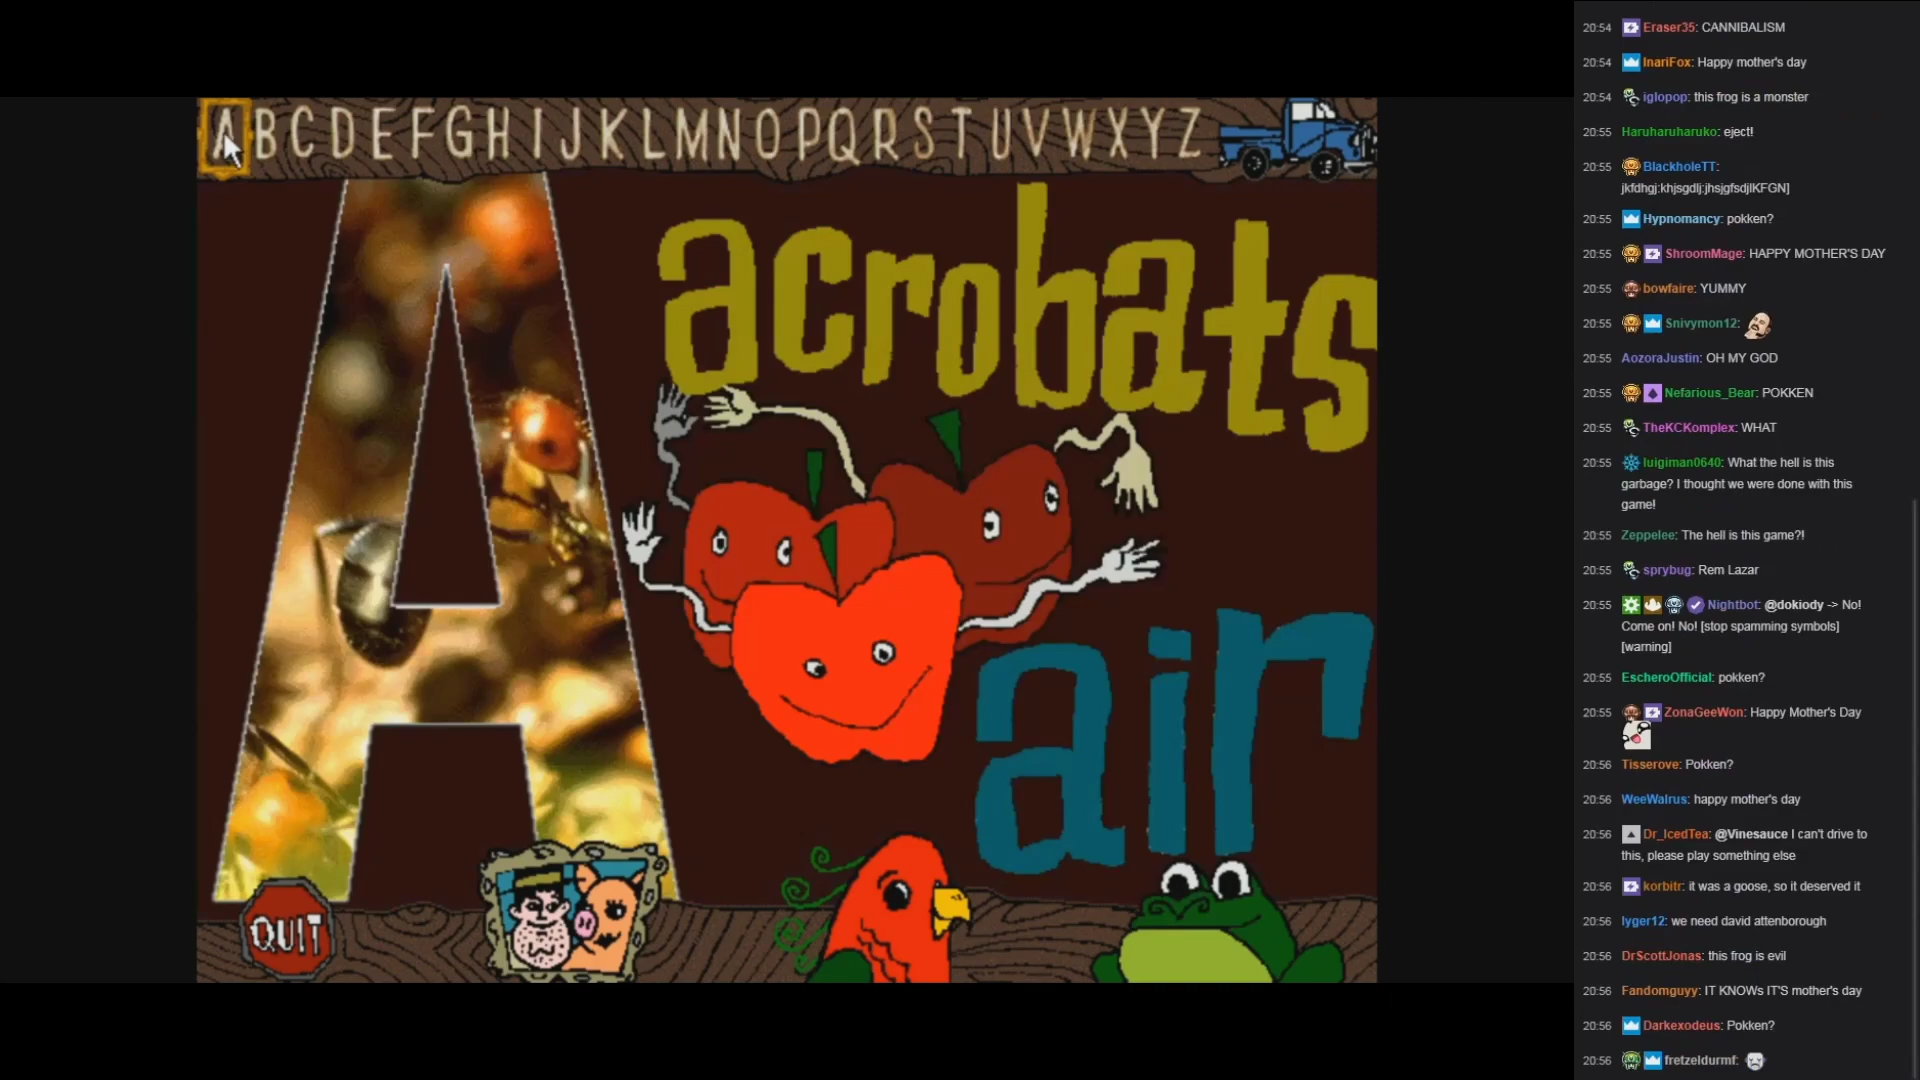 A B C D E F G H I J K L M N O P Q R S T U V W X Y Z
acrobats
A
air
QUIT
20:54 Eraser35: CANNIBALISM
20:54 InariFox: Happy mother's day
20:54 iglopop: this frog is a monster
20:55 Haruharuharuko: eject!
20:55 BlackholeTT:
jkfdhgj:khjsgdlj:jhsjgfsdjlKFGN]
20:55 Hypnomancy: pokken?
20:55 ShroomMage: HAPPY MOTHER'S DAY
20:55 bowfaire: YUMMY
20:55 Snivymon12:
20:55 AozoraJustin: OH MY GOD
20:55 Nefarious_Bear: POKKEN
20:55 TheKCKomplex: WHAT
20:55 luigiman0640: What the hell is this
garbage? I thought we were done with this
game!
20:55 Zeppelee: The hell is this game?!
20:55 sprybug: Rem Lazar
20:55 Nightbot: @dokiody -> No!
Come on! No! [stop spamming symbols]
[warning]
20:55 EscheroOfficial: pokken?
20:55 ZonaGeeWon: Happy Mother's Day
20:56 Tisserove: Pokken?
20:56 WeeWalrus: happy mother's day
20:56 Dr_IcedTea: @Vinesauce I can't drive to
this, please play something else
20:56 korbitr: it was a goose, so it deserved it
20:56 lyger12: we need david attenborough
20:56 DrScottJonas: this frog is evil
20:56 Fandomguyy: IT KNOWs IT'S mother's day
20:56 Darkexodeus: Pokken?
20:56 fretzeldurmf: